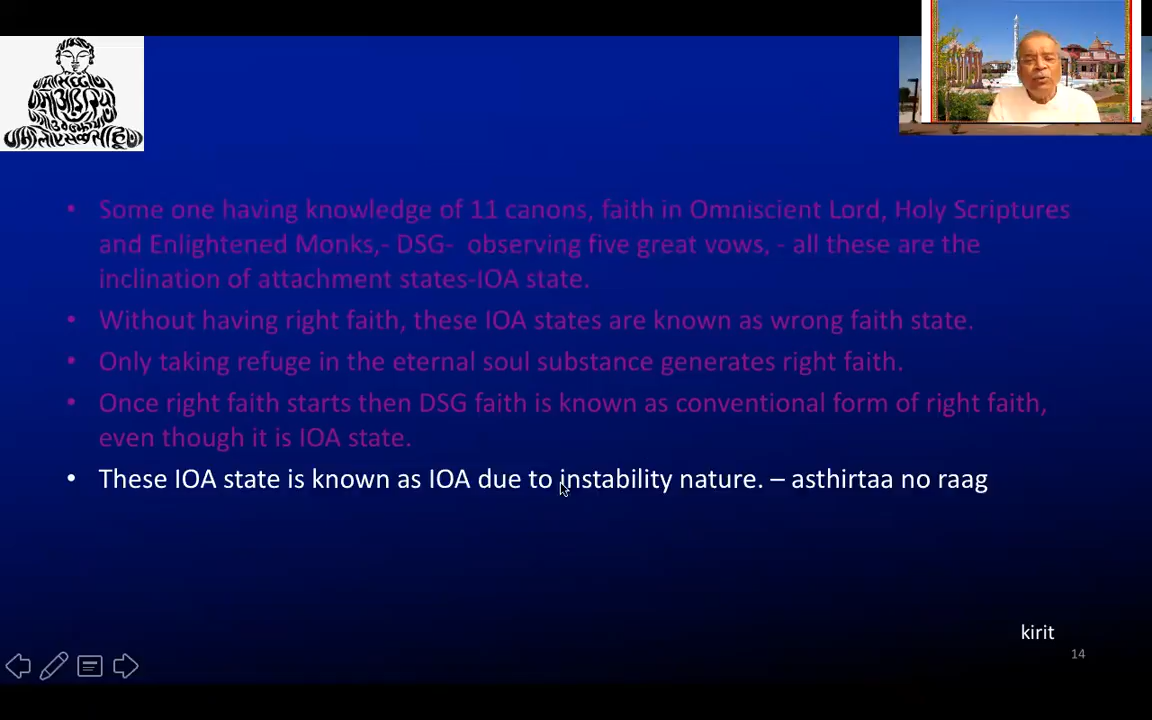 • Some one having knowledge of 11 canons, faith in Omniscient Lord, Holy Scriptures
and Enlightened Monks,- DSG-  observing five great vows, - all these are the
inclination of attachment states-IOA state.
• Without having right faith, these IOA states are known as wrong faith state.
• Only taking refuge in the eternal soul substance generates right faith.
• Once right faith starts then DSG faith is known as conventional form of right faith,
even though it is IOA state.
• These IOA state is known as IOA due to instability nature. – asthirtaa no raag
kirit
14